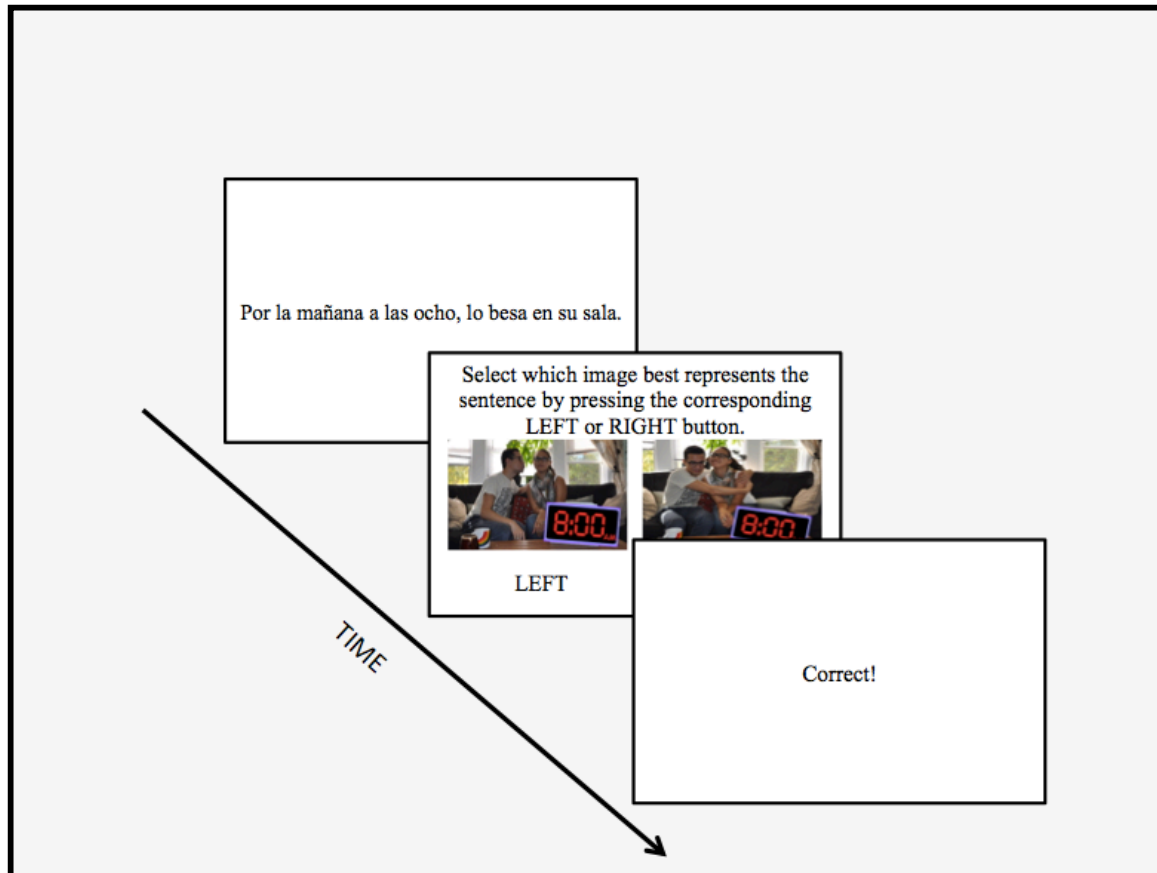 Por la mañana a las ocho, lo besa en su sala.
Select which image best represents the
sentence by pressing the corresponding
LEFT or RIGHT button.
8:00
AM
8:00
LEFT
Correct!
TIME